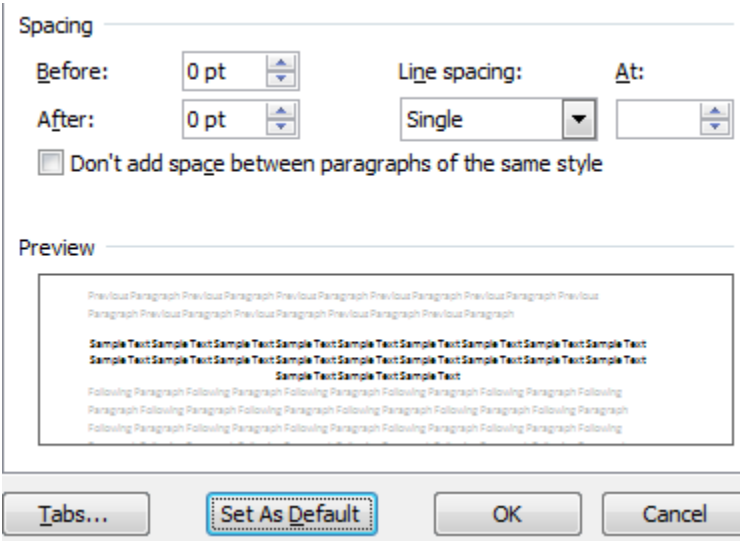 Spacing
Before: 0 pt Line spacing: At:
After: 0 pt Single
Don't add space between paragraphs of the same style
Preview
Previous Paragraph Previous Paragraph Previous Paragraph Previous Paragraph Previous Paragraph Previous
Paragraph Previous Paragraph Previous Paragraph Previous Paragraph Previous Paragraph
Sample Text Sample Text Sample Text Sample Text Sample Text Sample Text Sample Text Sample Text Sample Text
Sample Text Sample Text Sample Text Sample Text Sample Text Sample Text Sample Text Sample Text Sample Text
Sample Text Sample Text Sample Text
Following Paragraph Following Paragraph Following Paragraph Following Paragraph Following
Paragraph Following Paragraph Following Paragraph Following Paragraph Following Paragraph
Following Paragraph Following Paragraph Following Paragraph Following Paragraph Following
Tabs... Set As Default OK Cancel